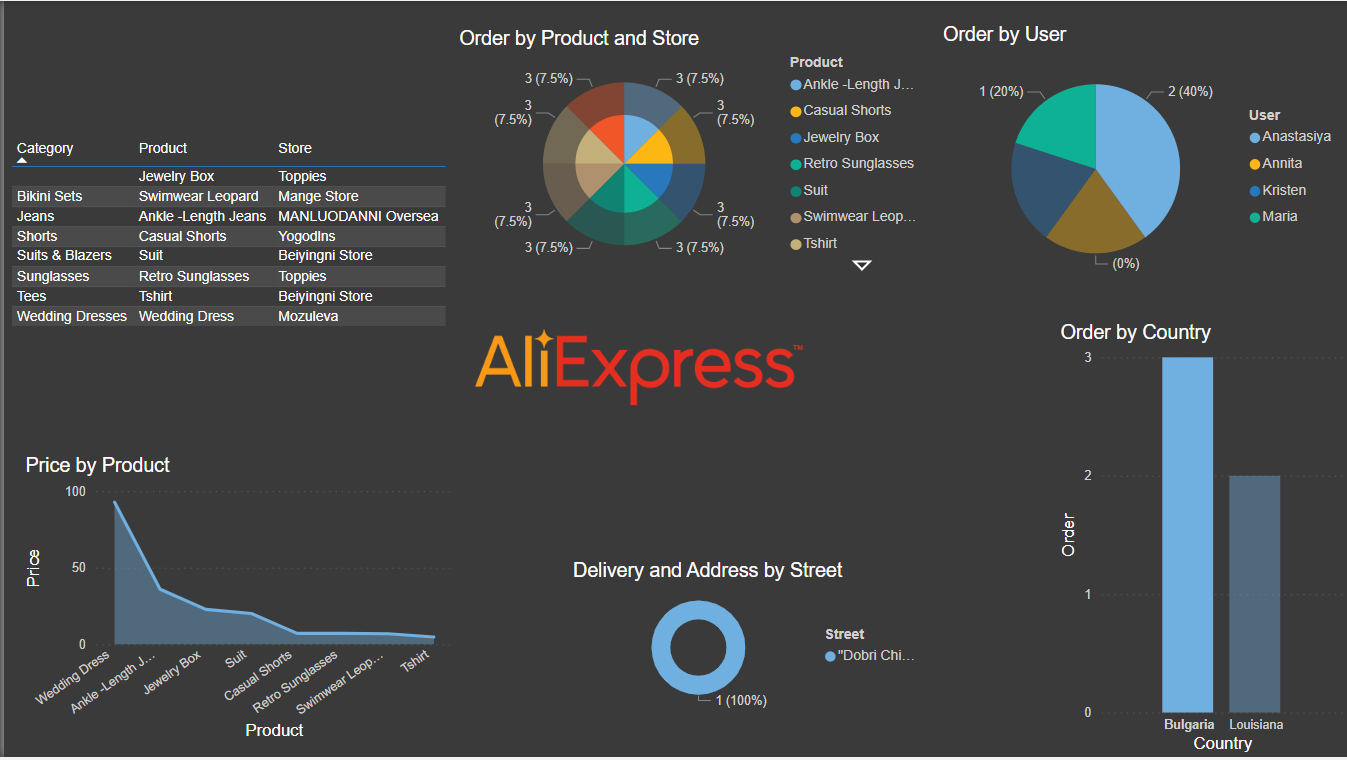 Order by Product and Store
3 (7.5%)
3 (7.5%)
3
(7.5%)
3
(7.5%)
3
(7.5%)
3
(7.5%)
3 (7.5%)
3 (7.5%)
Product
Ankle -Length J…
Casual Shorts
Jewelry Box
Retro Sunglasses
Suit
Swimwear Leop…
Tshirt
Order by User
1 (20%)
2 (40%)
(0%)
User
Anastasiya
Annita
Kristen
Maria
Category Product Store
Jewelry Box Toppies
Bikini Sets Swimwear Leopard Mange Store
Jeans Ankle -Length Jeans MANLUODANNI Oversea
Shorts Casual Shorts YogodIns
Suits & Blazers Suit Beiyingni Store
Sunglasses Retro Sunglasses Toppies
Tees Tshirt Beiyingni Store
Wedding Dresses Wedding Dress Mozuleva
AliExpress™
Order by Country
3
2
1
0
Order
Bulgaria Louisiana
Country
Price by Product
100
50
0
Price
Wedding Dress
Ankle -Length J…
Jewelry Box
Suit
Casual Shorts
Retro Sunglasses
Swimwear Leop…
Tshirt
Product
Delivery and Address by Street
1 (100%)
Street
"Dobri Chi…